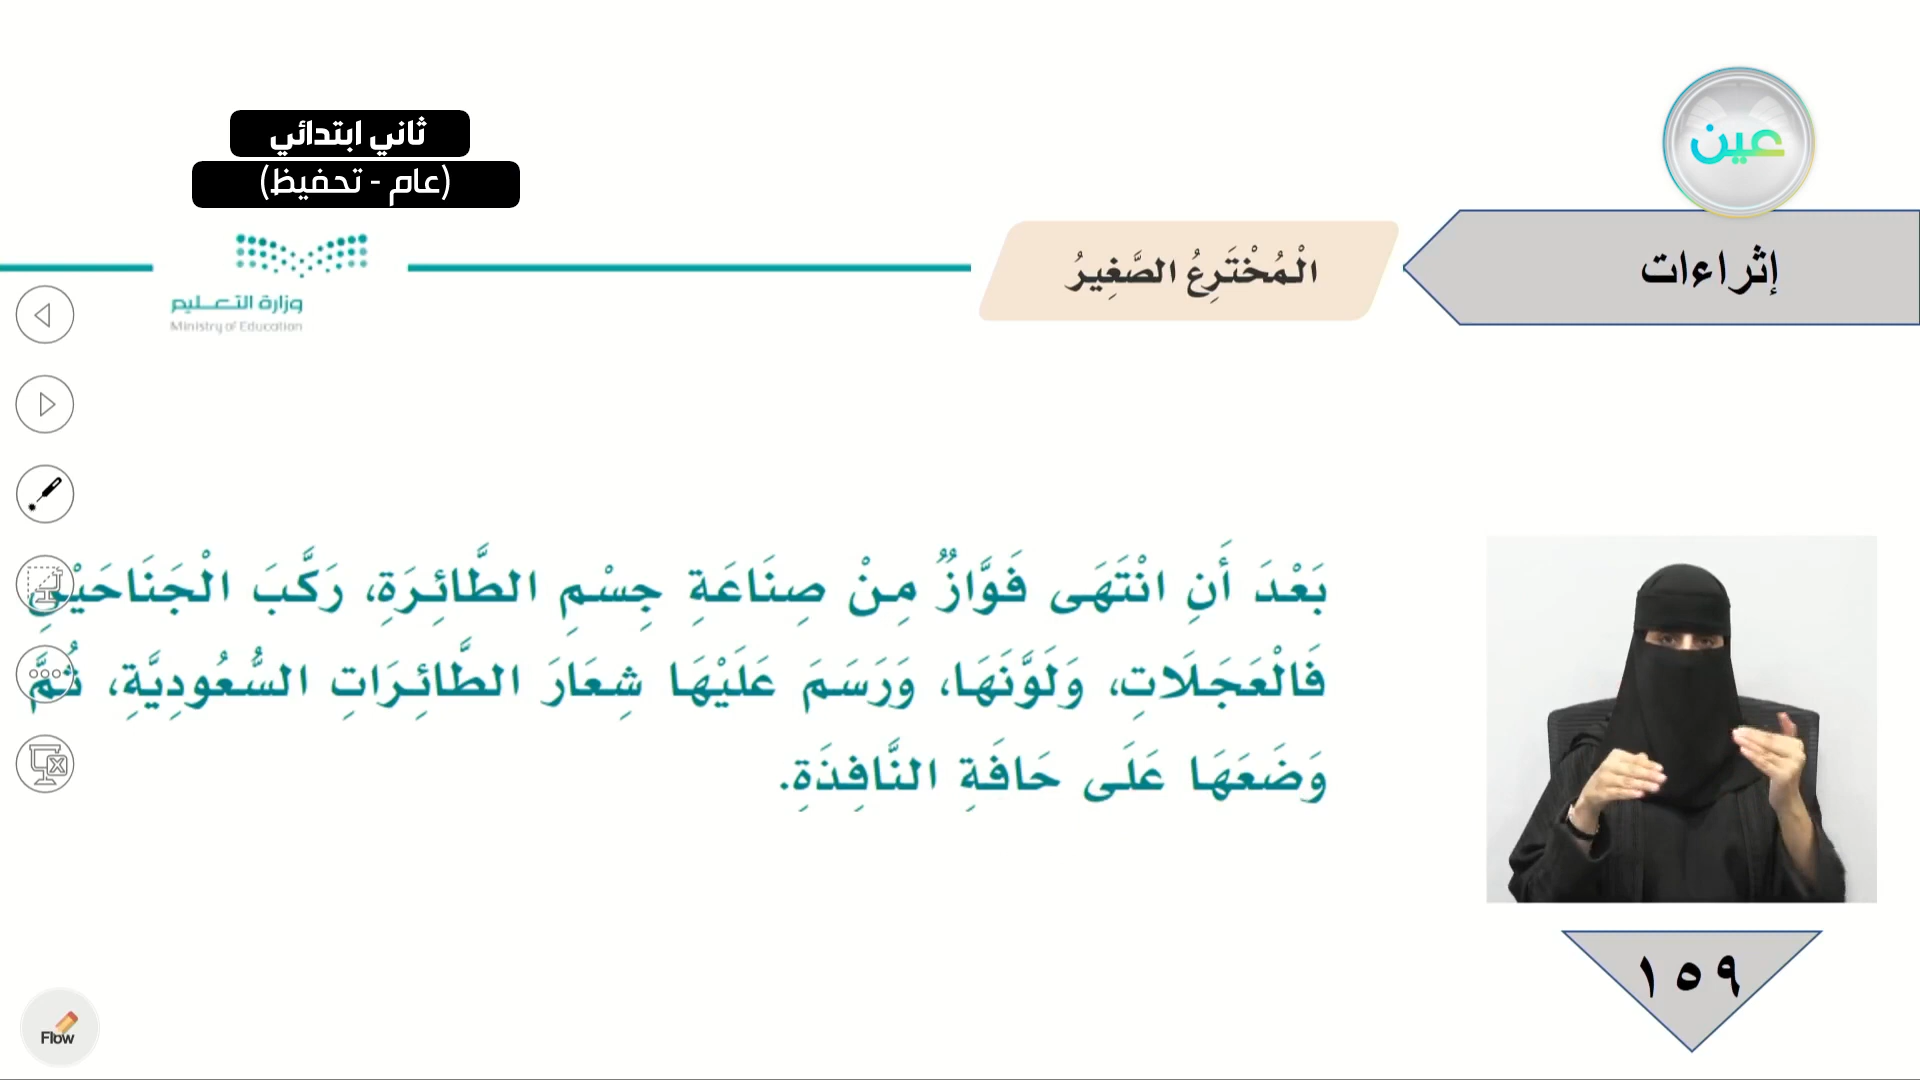 ثاني ابتدائي
(عام - تحفيظ)
عين
إثراءات
الْمُخْتَرِعُ الصَّغِيرُ
وزارة التعليم
Ministry of Education
بَعْدَ أَنِ انْتَهَى فَوَّازٌ مِنْ صِنَاعَةِ جِسْمِ الطَّائِرَةِ، رَكَّبَ الْجَنَاحَيْنِ
فَالْعَجَلَاتِ، وَلَوَّنَهَا، وَرَسَمَ عَلَيْهَا شِعَارَ الطَّائِرَاتِ السُّعُودِيَّةِ، ثُمَّ
وَضَعَهَا عَلَى حَافَةِ النَّافِذَةِ.
١٥٩
Flow